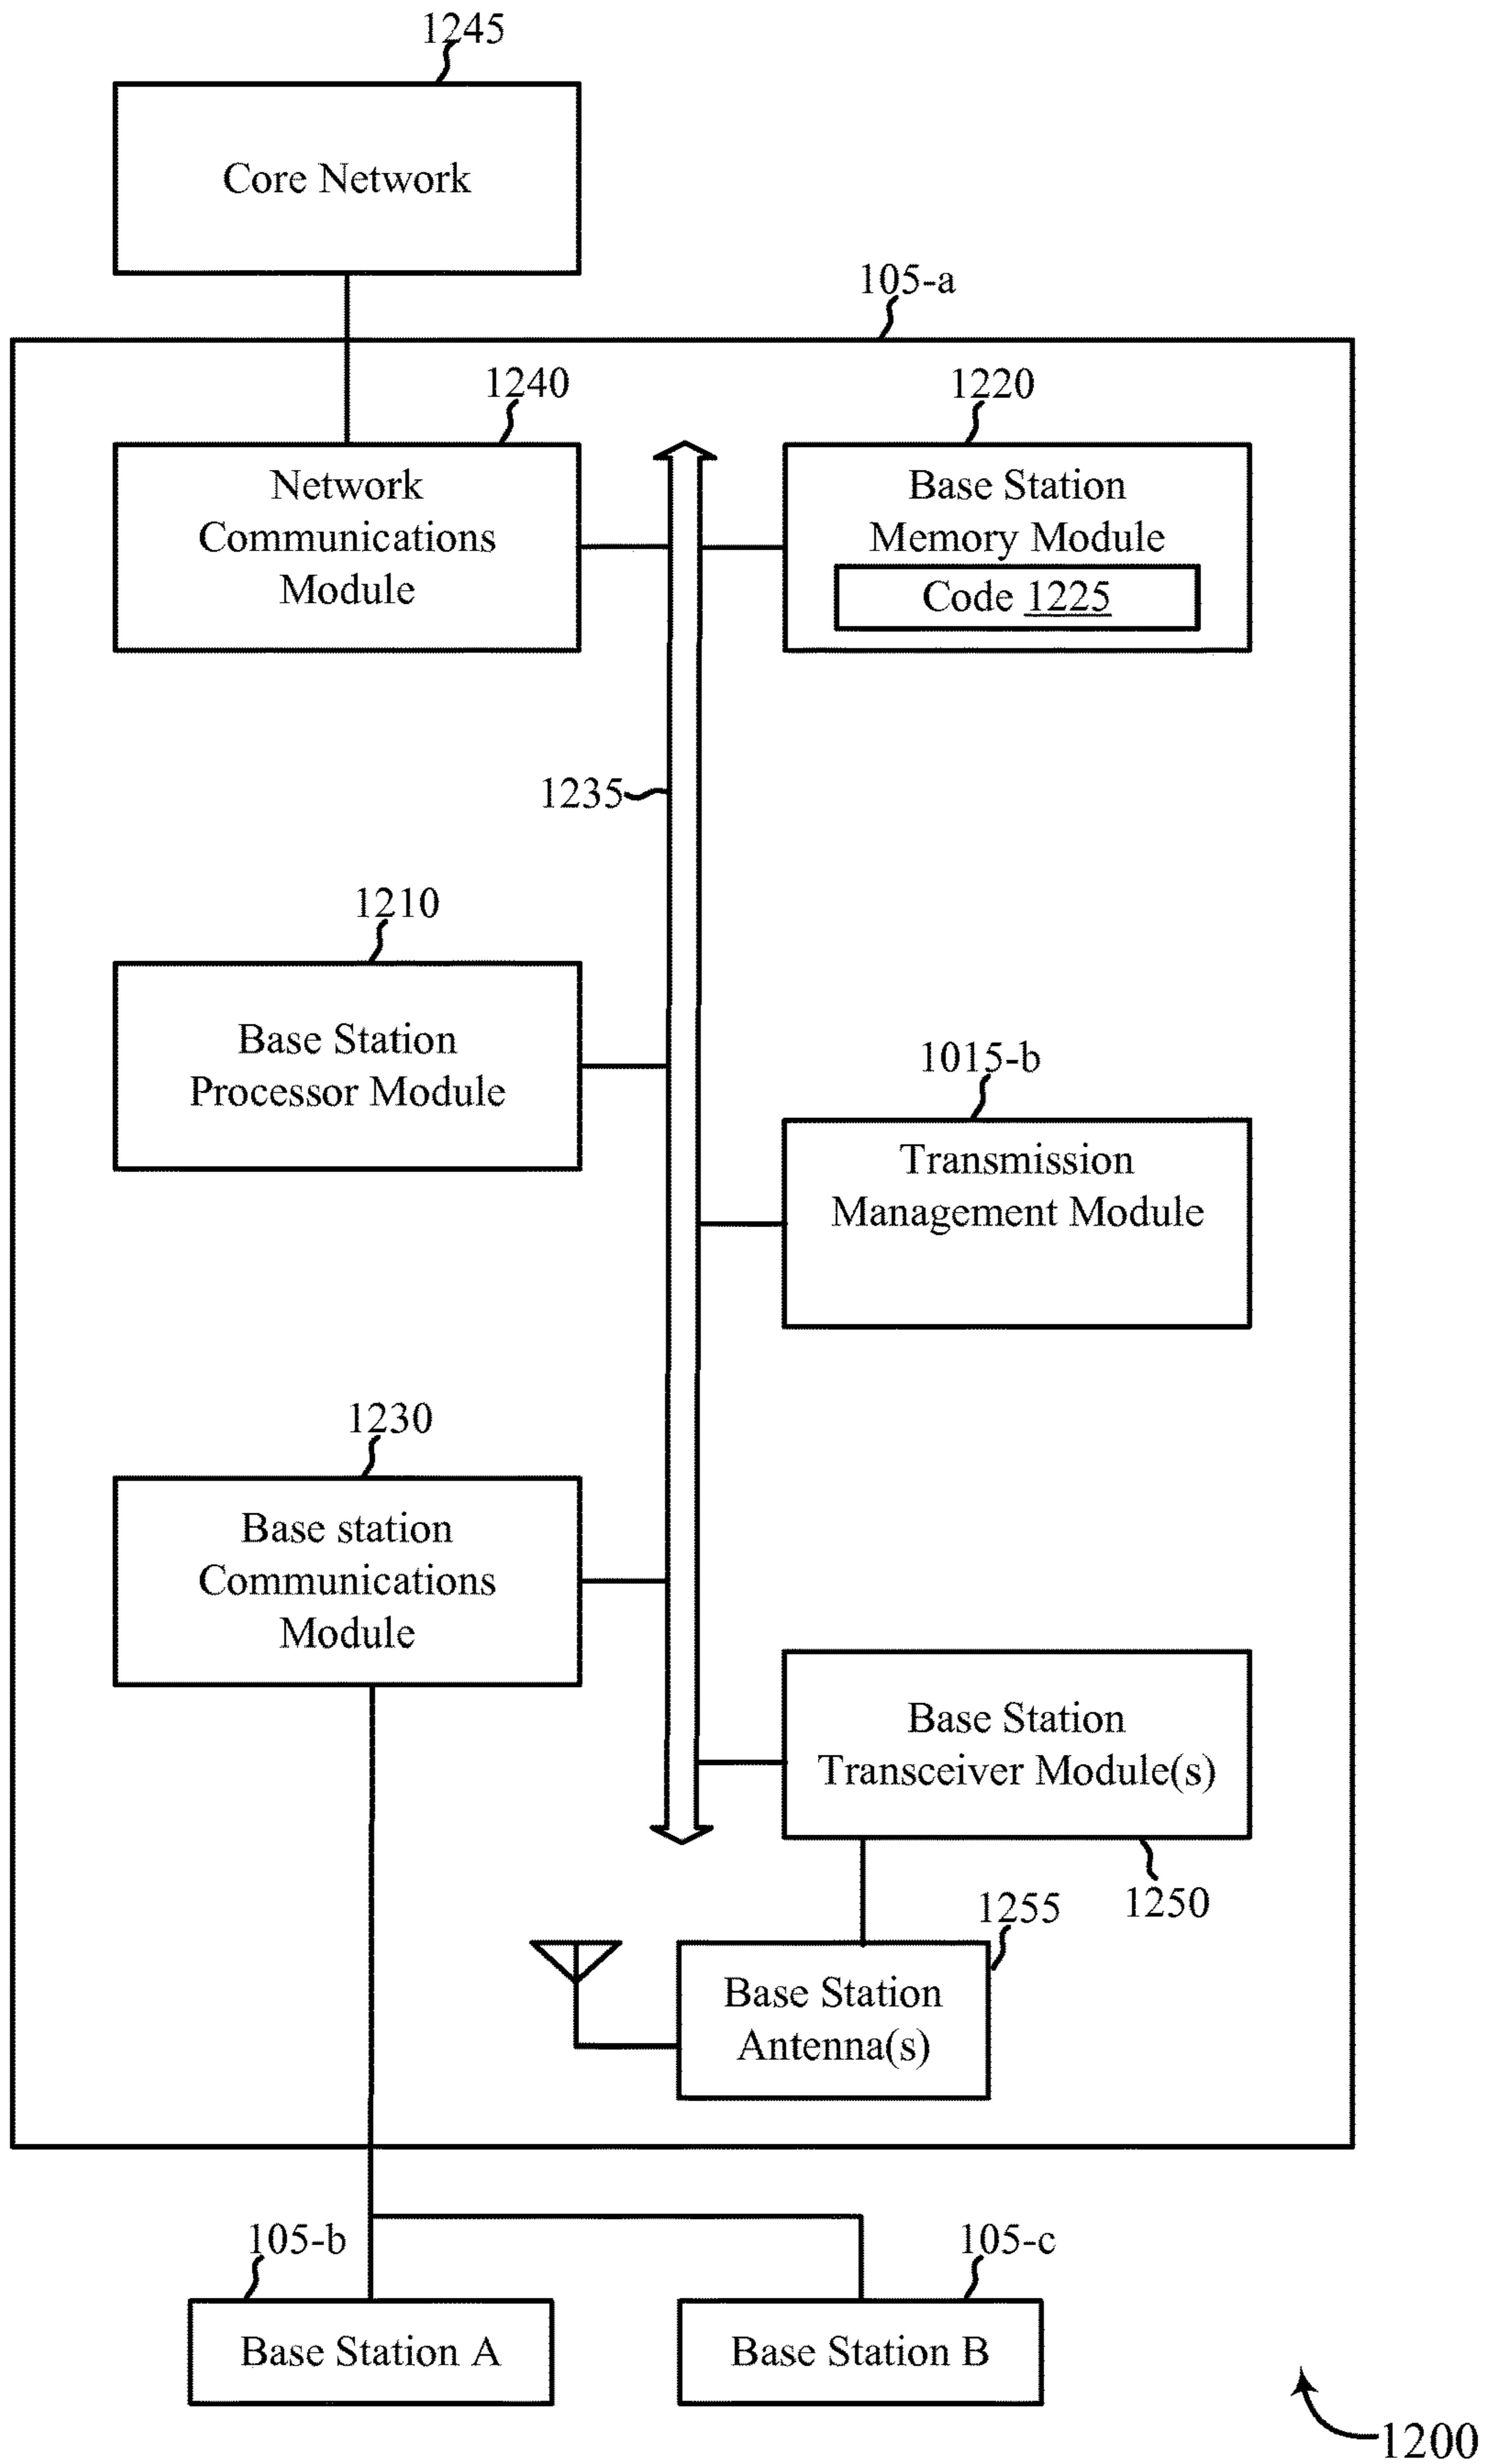 1245
Core Network
105-a
1240
1220
Network
Communications
Module
Base Station
Memory Module
Code 1225
1235
1210
Base Station
Processor Module
1015-b
Transmission
Management Module
1230
Base station
Communications
Module
Base Station
Transceiver Module(s)
1250
1255
Base Station
Antenna(s)
105-b
105-c
Base Station A
Base Station B
1200